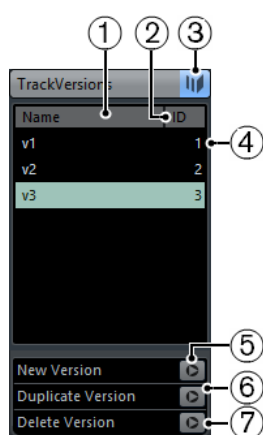 ① ② ③
TrackVersions
Name ID
v1 1 ④
v2 2
v3 3
⑤
New Version
Duplicate Version ⑥
Delete Version ⑦